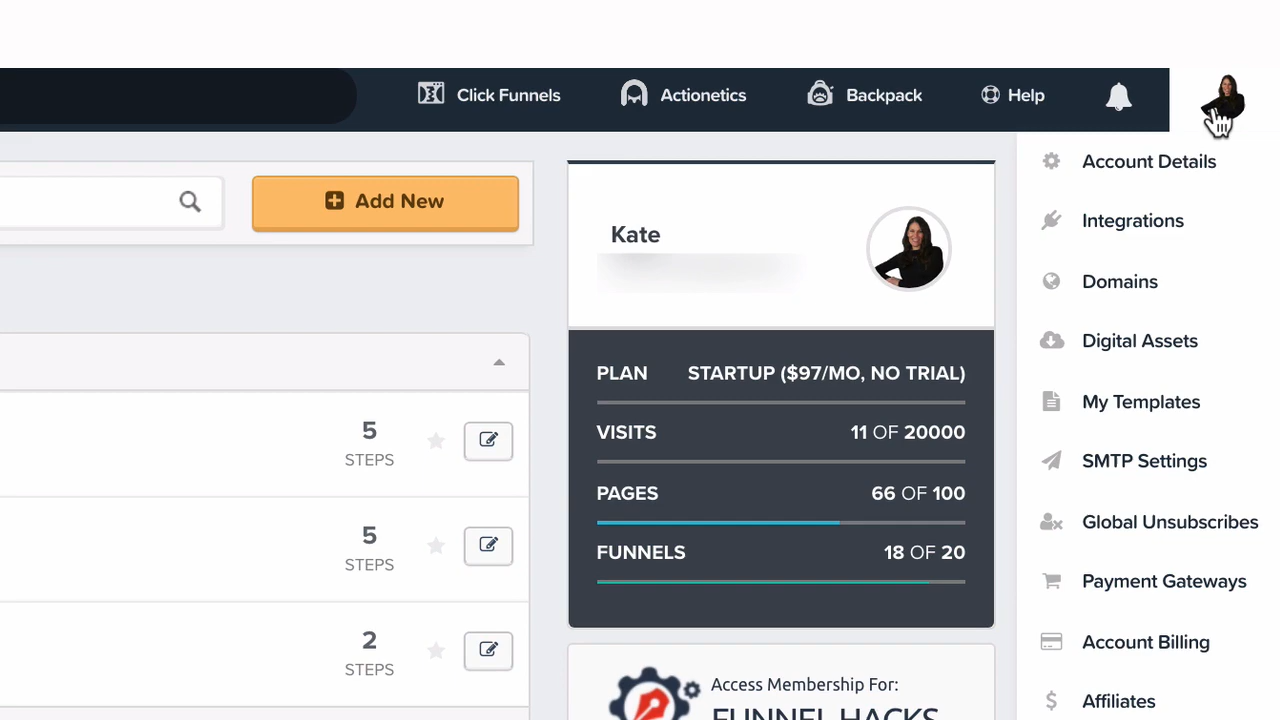 Click Funnels
Actionetics
Backpack
Help
Add New
5
STEPS
5
STEPS
2
STEPS
Kate
PLAN STARTUP ($97/MO, NO TRIAL)
VISITS 11 OF 20000
PAGES 66 OF 100
FUNNELS 18 OF 20
Access Membership For:
FUNNEL HACKS
Account Details
Integrations
Domains
Digital Assets
My Templates
SMTP Settings
Global Unsubscribes
Payment Gateways
Account Billing
Affiliates